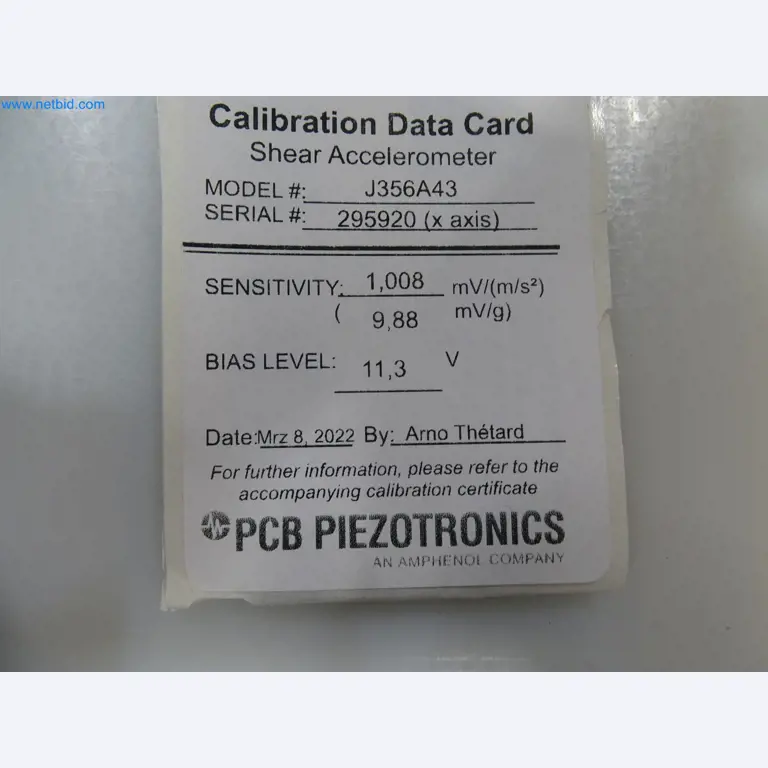 www.netbid.com
Calibration Data Card
Shear Accelerometer
MODEL #: J356A43
SERIAL #: 295920 (x axis)
SENSITIVITY: 1,008 mV/(m/s²)
( 9,88 mV/g)
BIAS LEVEL: 11,3 V
Date: Mrz 8, 2022 By: Arno Thétard
For further information, please refer to the
accompanying calibration certificate
PCB PIEZOTRONICS
AN AMPHENOL COMPANY